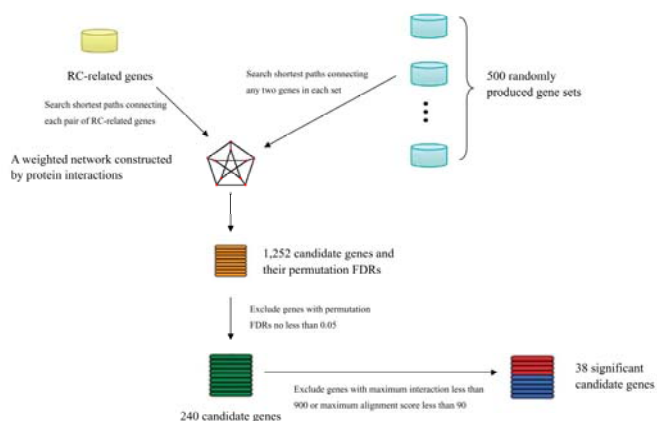 RC-related genes
Search shortest paths connecting
each pair of RC-related genes
Search shortest paths connecting
any two genes in each set
500 randomly
produced gene sets
A weighted network constructed
by protein interactions
1,252 candidate genes and
their permutation FDRs
Exclude genes with permutation
FDRs no less than 0.05
240 candidate genes
Exclude genes with maximum interaction less than
900 or maximum alignment score less than 90
38 significant
candidate genes